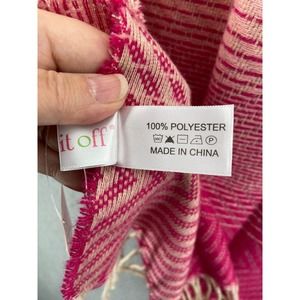 it off
100% POLYESTER
MADE IN CHINA